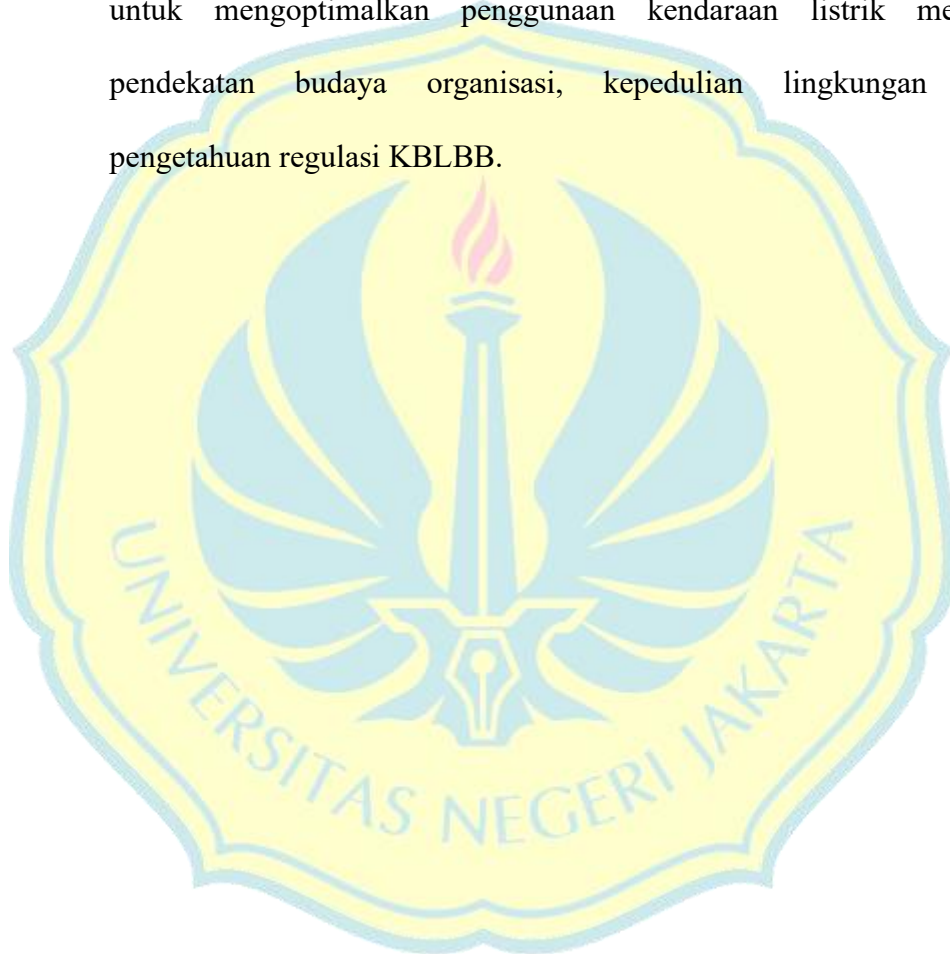 untuk mengoptimalkan penggunaan kendaraan listrik
pendekatan budaya organisasi, kepedulian lingkungan
pengetahuan regulasi KBLBB.
UNIVERSITAS NEGERI JAKARTA